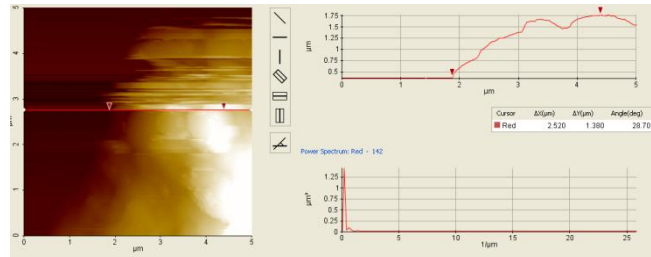 5
4
3
2
1
0
µm
0 1 2 3 4 5
µm
1.75
1.5
1.25
1
0.75
0.5
µm
0 1 2 3 4 5
µm
Cursor ΔX(µm) ΔY(µm) Angle(deg)
Red 2.520 1.380 28.70
Power Spectrum: Red - 142
1.25
1
0.75
0.5
0.25
0
µm²
0 5 10 15 20 25
1/µm